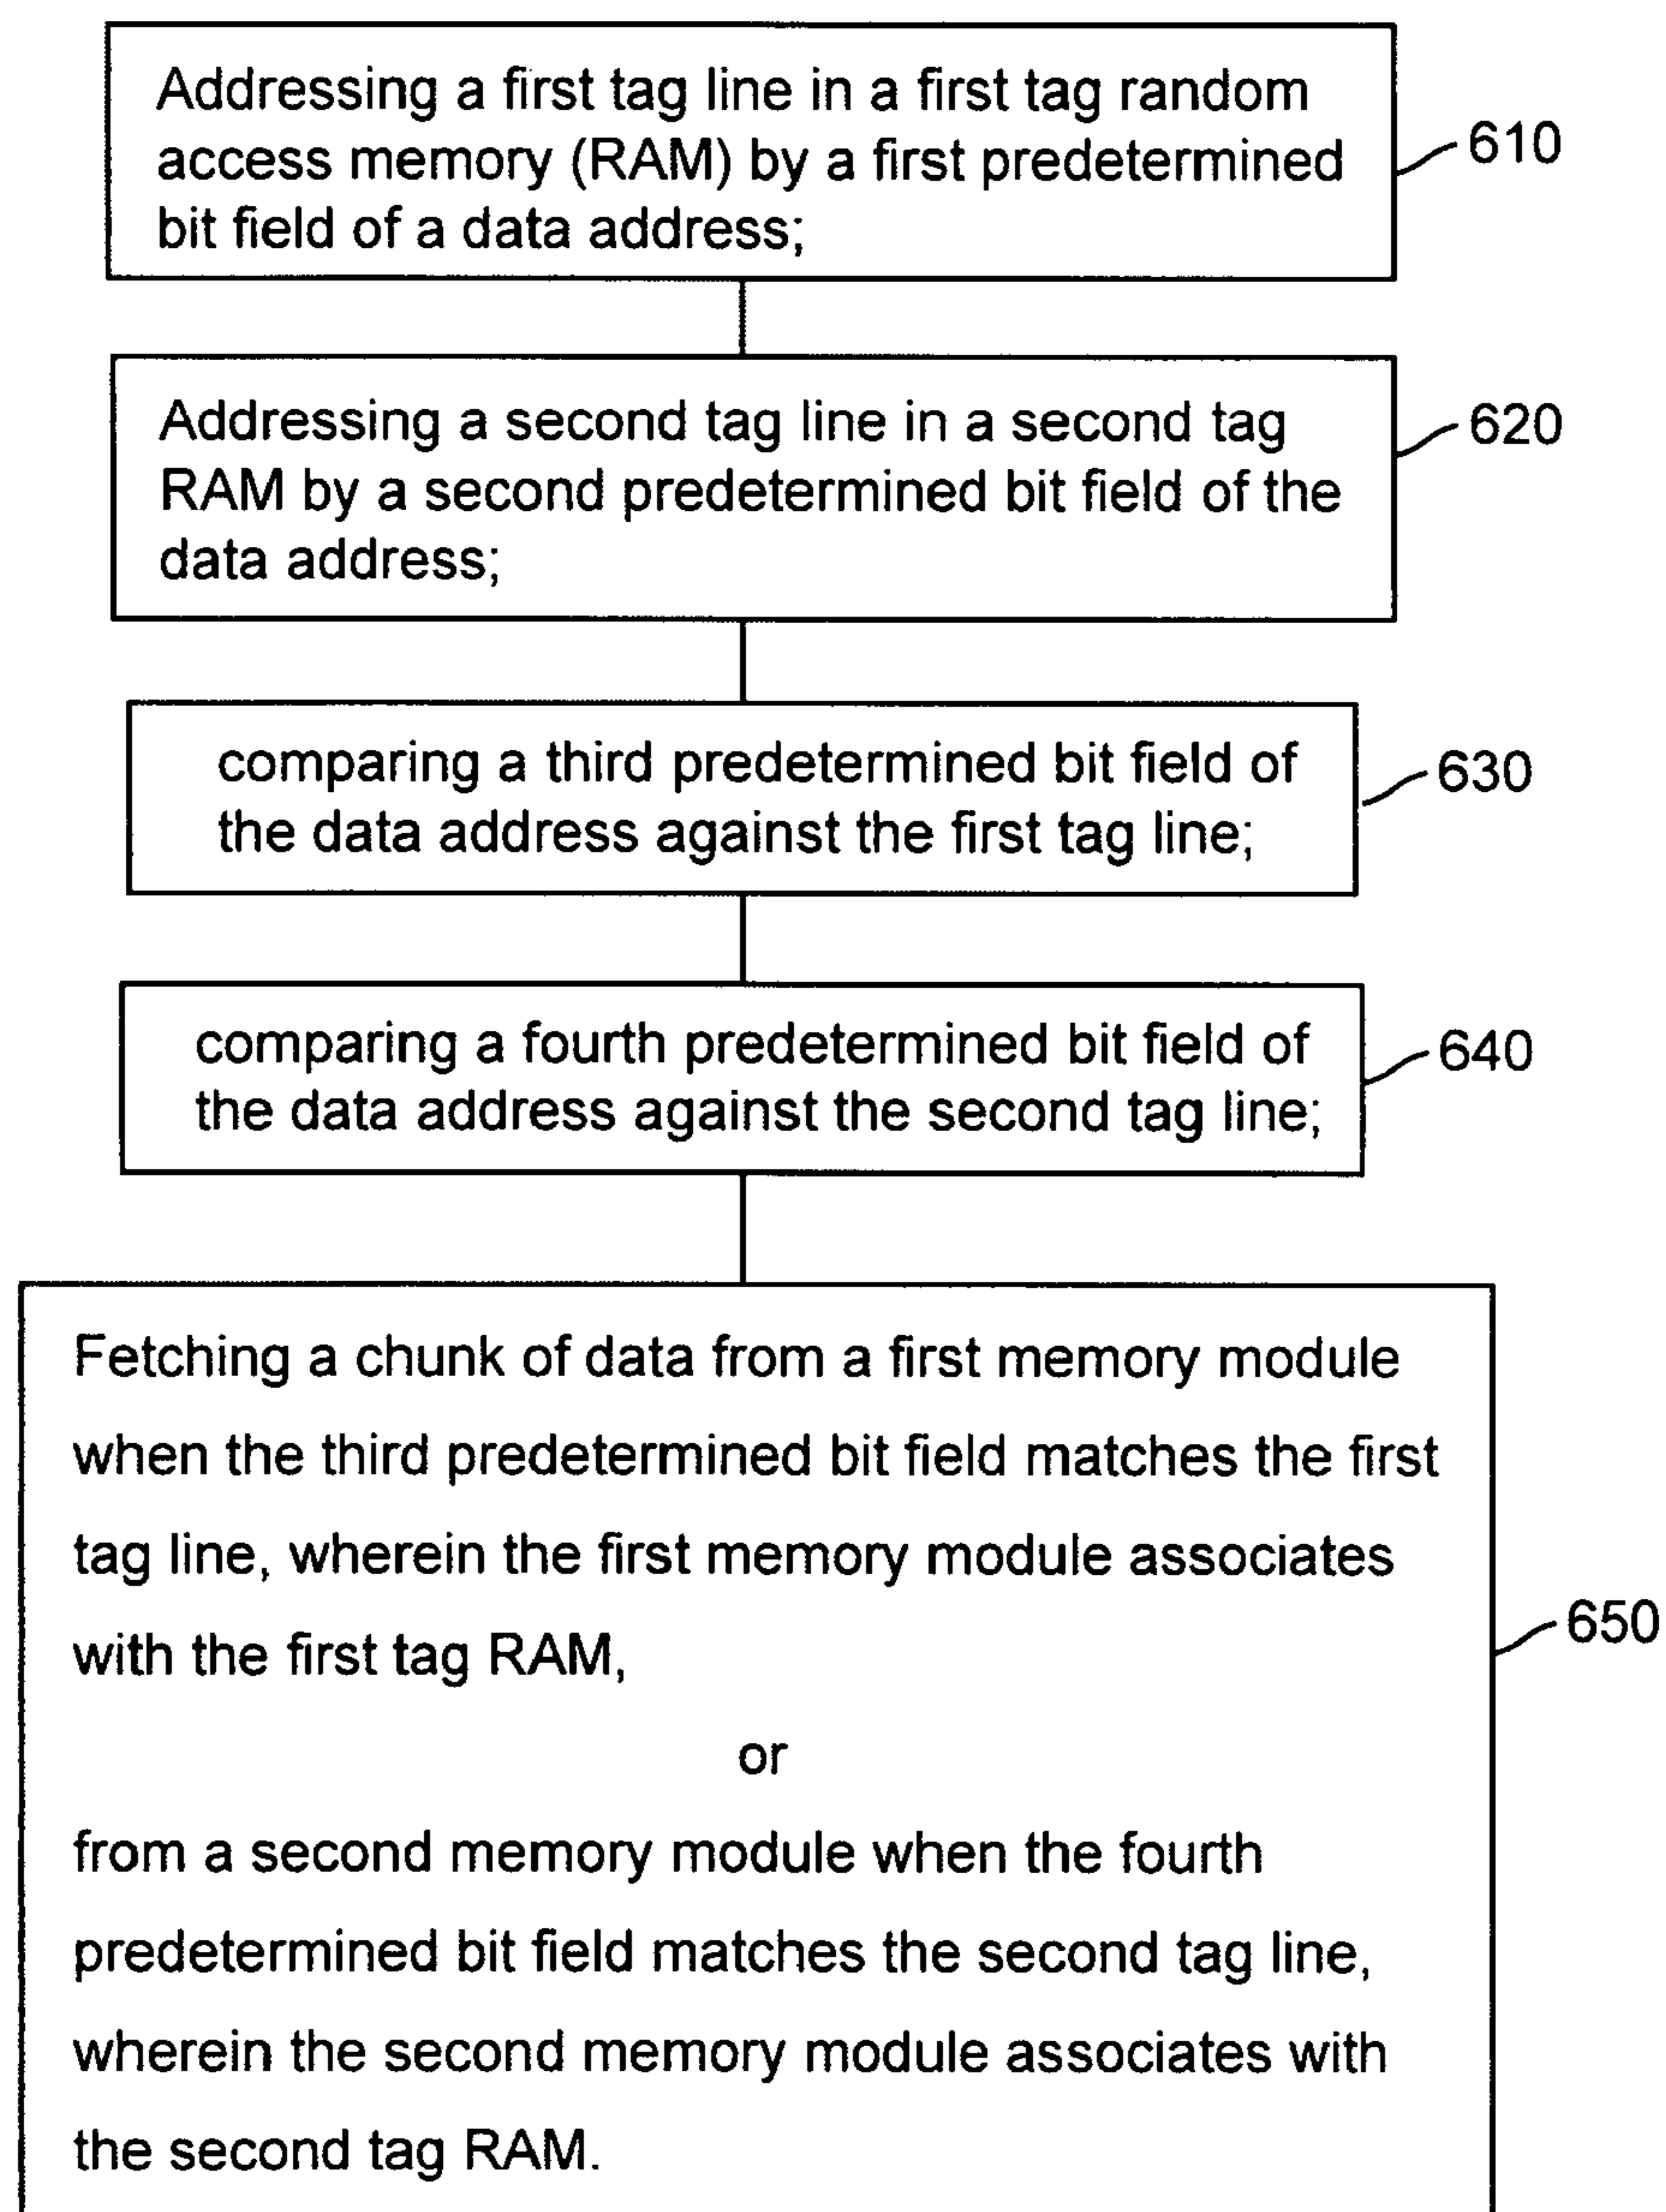 Addressing a first tag line in a first tag random
access memory (RAM) by a first predetermined
bit field of a data address;
610
Addressing a second tag line in a second tag
RAM by a second predetermined bit field of the
data address;
620
comparing a third predetermined bit field of
the data address against the first tag line;
630
comparing a fourth predetermined bit field of
the data address against the second tag line;
640
Fetching a chunk of data from a first memory module
when the third predetermined bit field matches the first
tag line, wherein the first memory module associates
with the first tag RAM,
or
from a second memory module when the fourth
predetermined bit field matches the second tag line,
wherein the second memory module associates with
the second tag RAM.
650